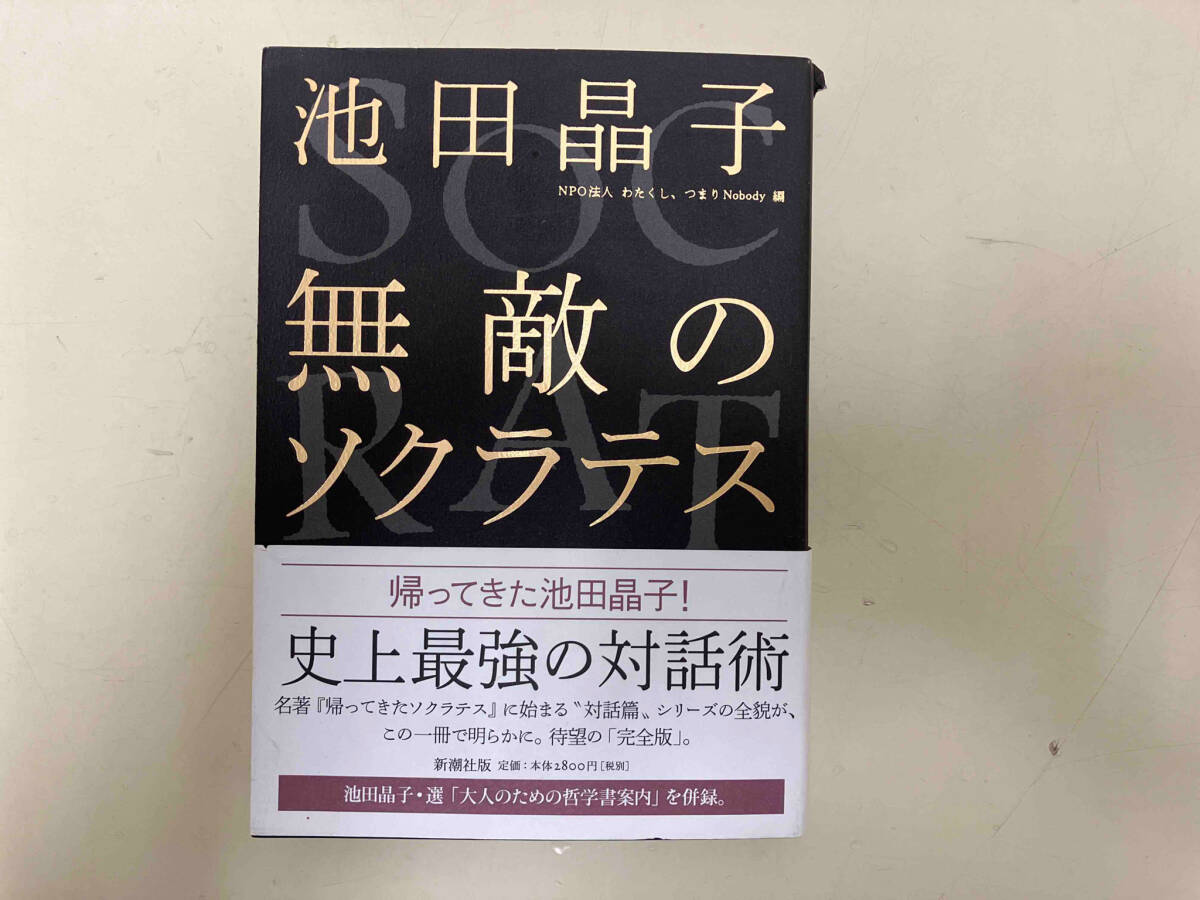 池田晶子
SOC
NPO法人 わたくし、つまりNobody 編
無敵の
RAT
ソクラテス
帰ってきた池田晶子!
史上最強の対話術
名著『帰ってきたソクラテス』に始まる〝対話篇〟シリーズの全貌が、
この一冊で明らかに。待望の「完全版」。
新潮社版 定価:本体2800円[税別]
池田晶子・選「大人のための哲学書案内」を併録。